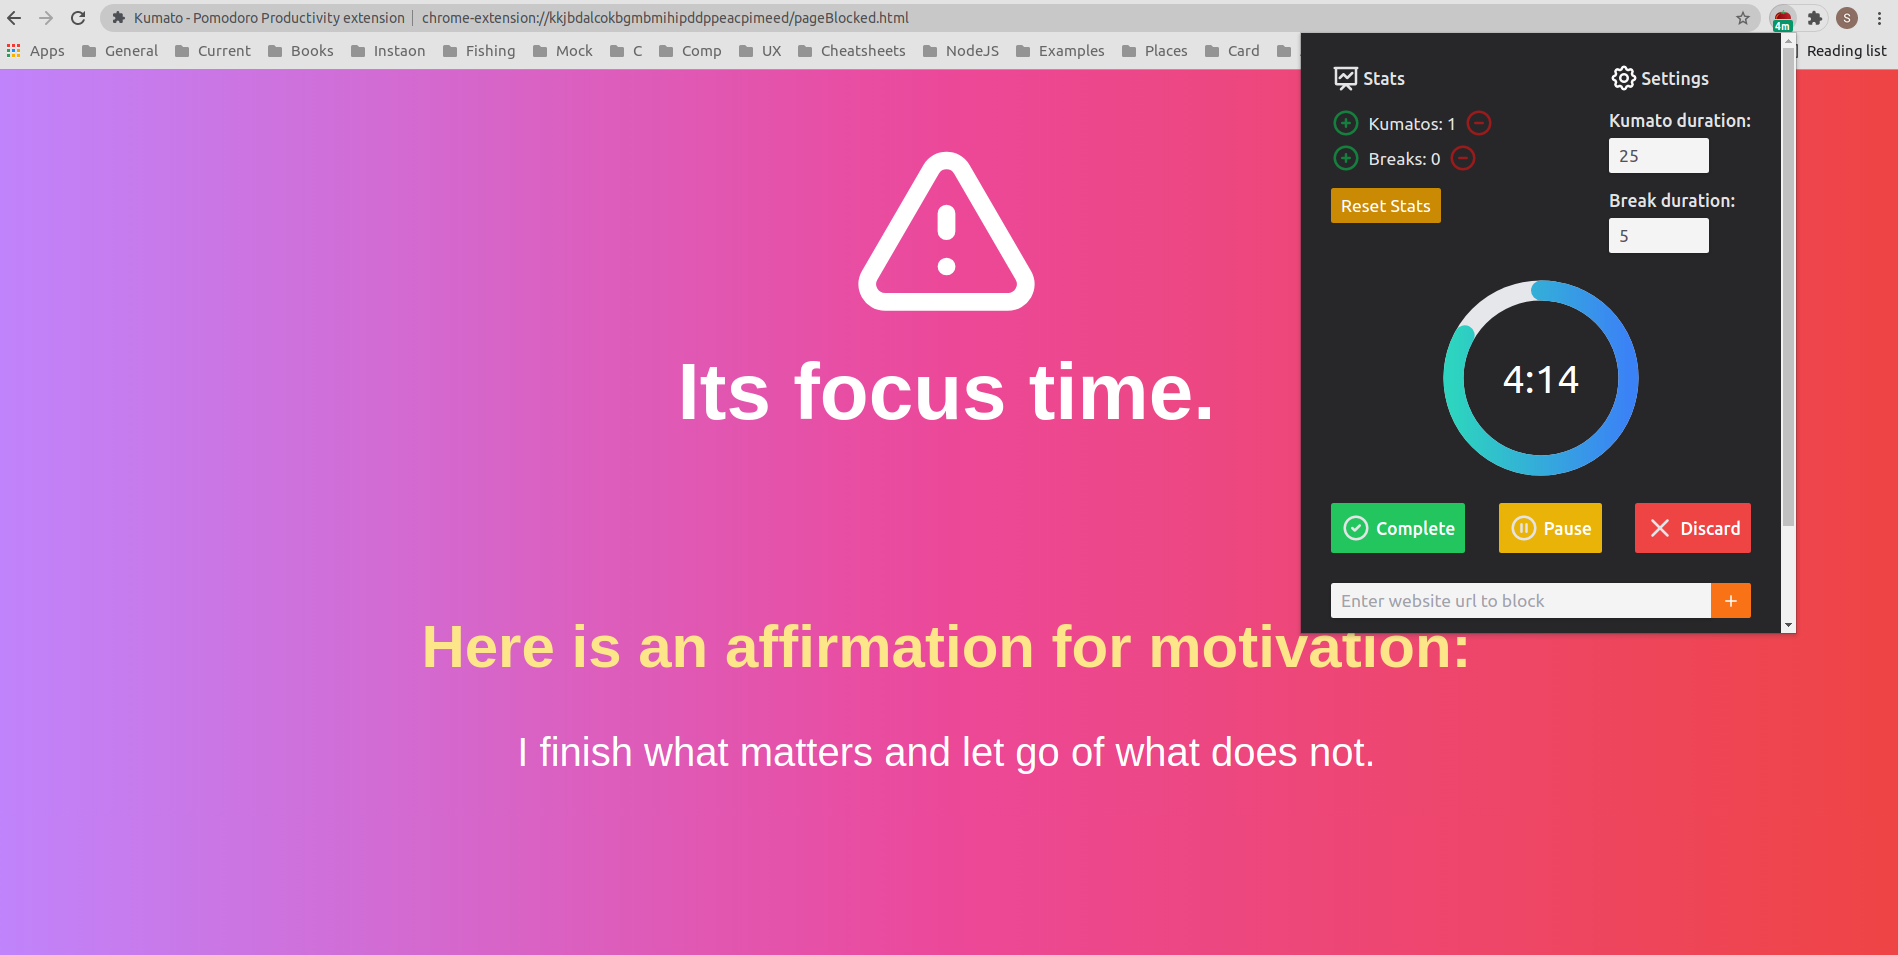 Kumato - Pomodoro Productivity extension | chrome-extension://kkjbdalcokbgmbmihipddppeacpimeed/pageBlocked.html
4m
S
Apps General Current Books Instaon Fishing Mock C Comp UX Cheatsheets NodeJS Examples Places Card Reading list
Stats
Kumatos: 1
Breaks: 0
Reset Stats
Settings
Kumato duration:
25
Break duration:
5
4:14
Complete Pause Discard
Enter website url to block +
Its focus time.
Here is an affirmation for motivation:
I finish what matters and let go of what does not.